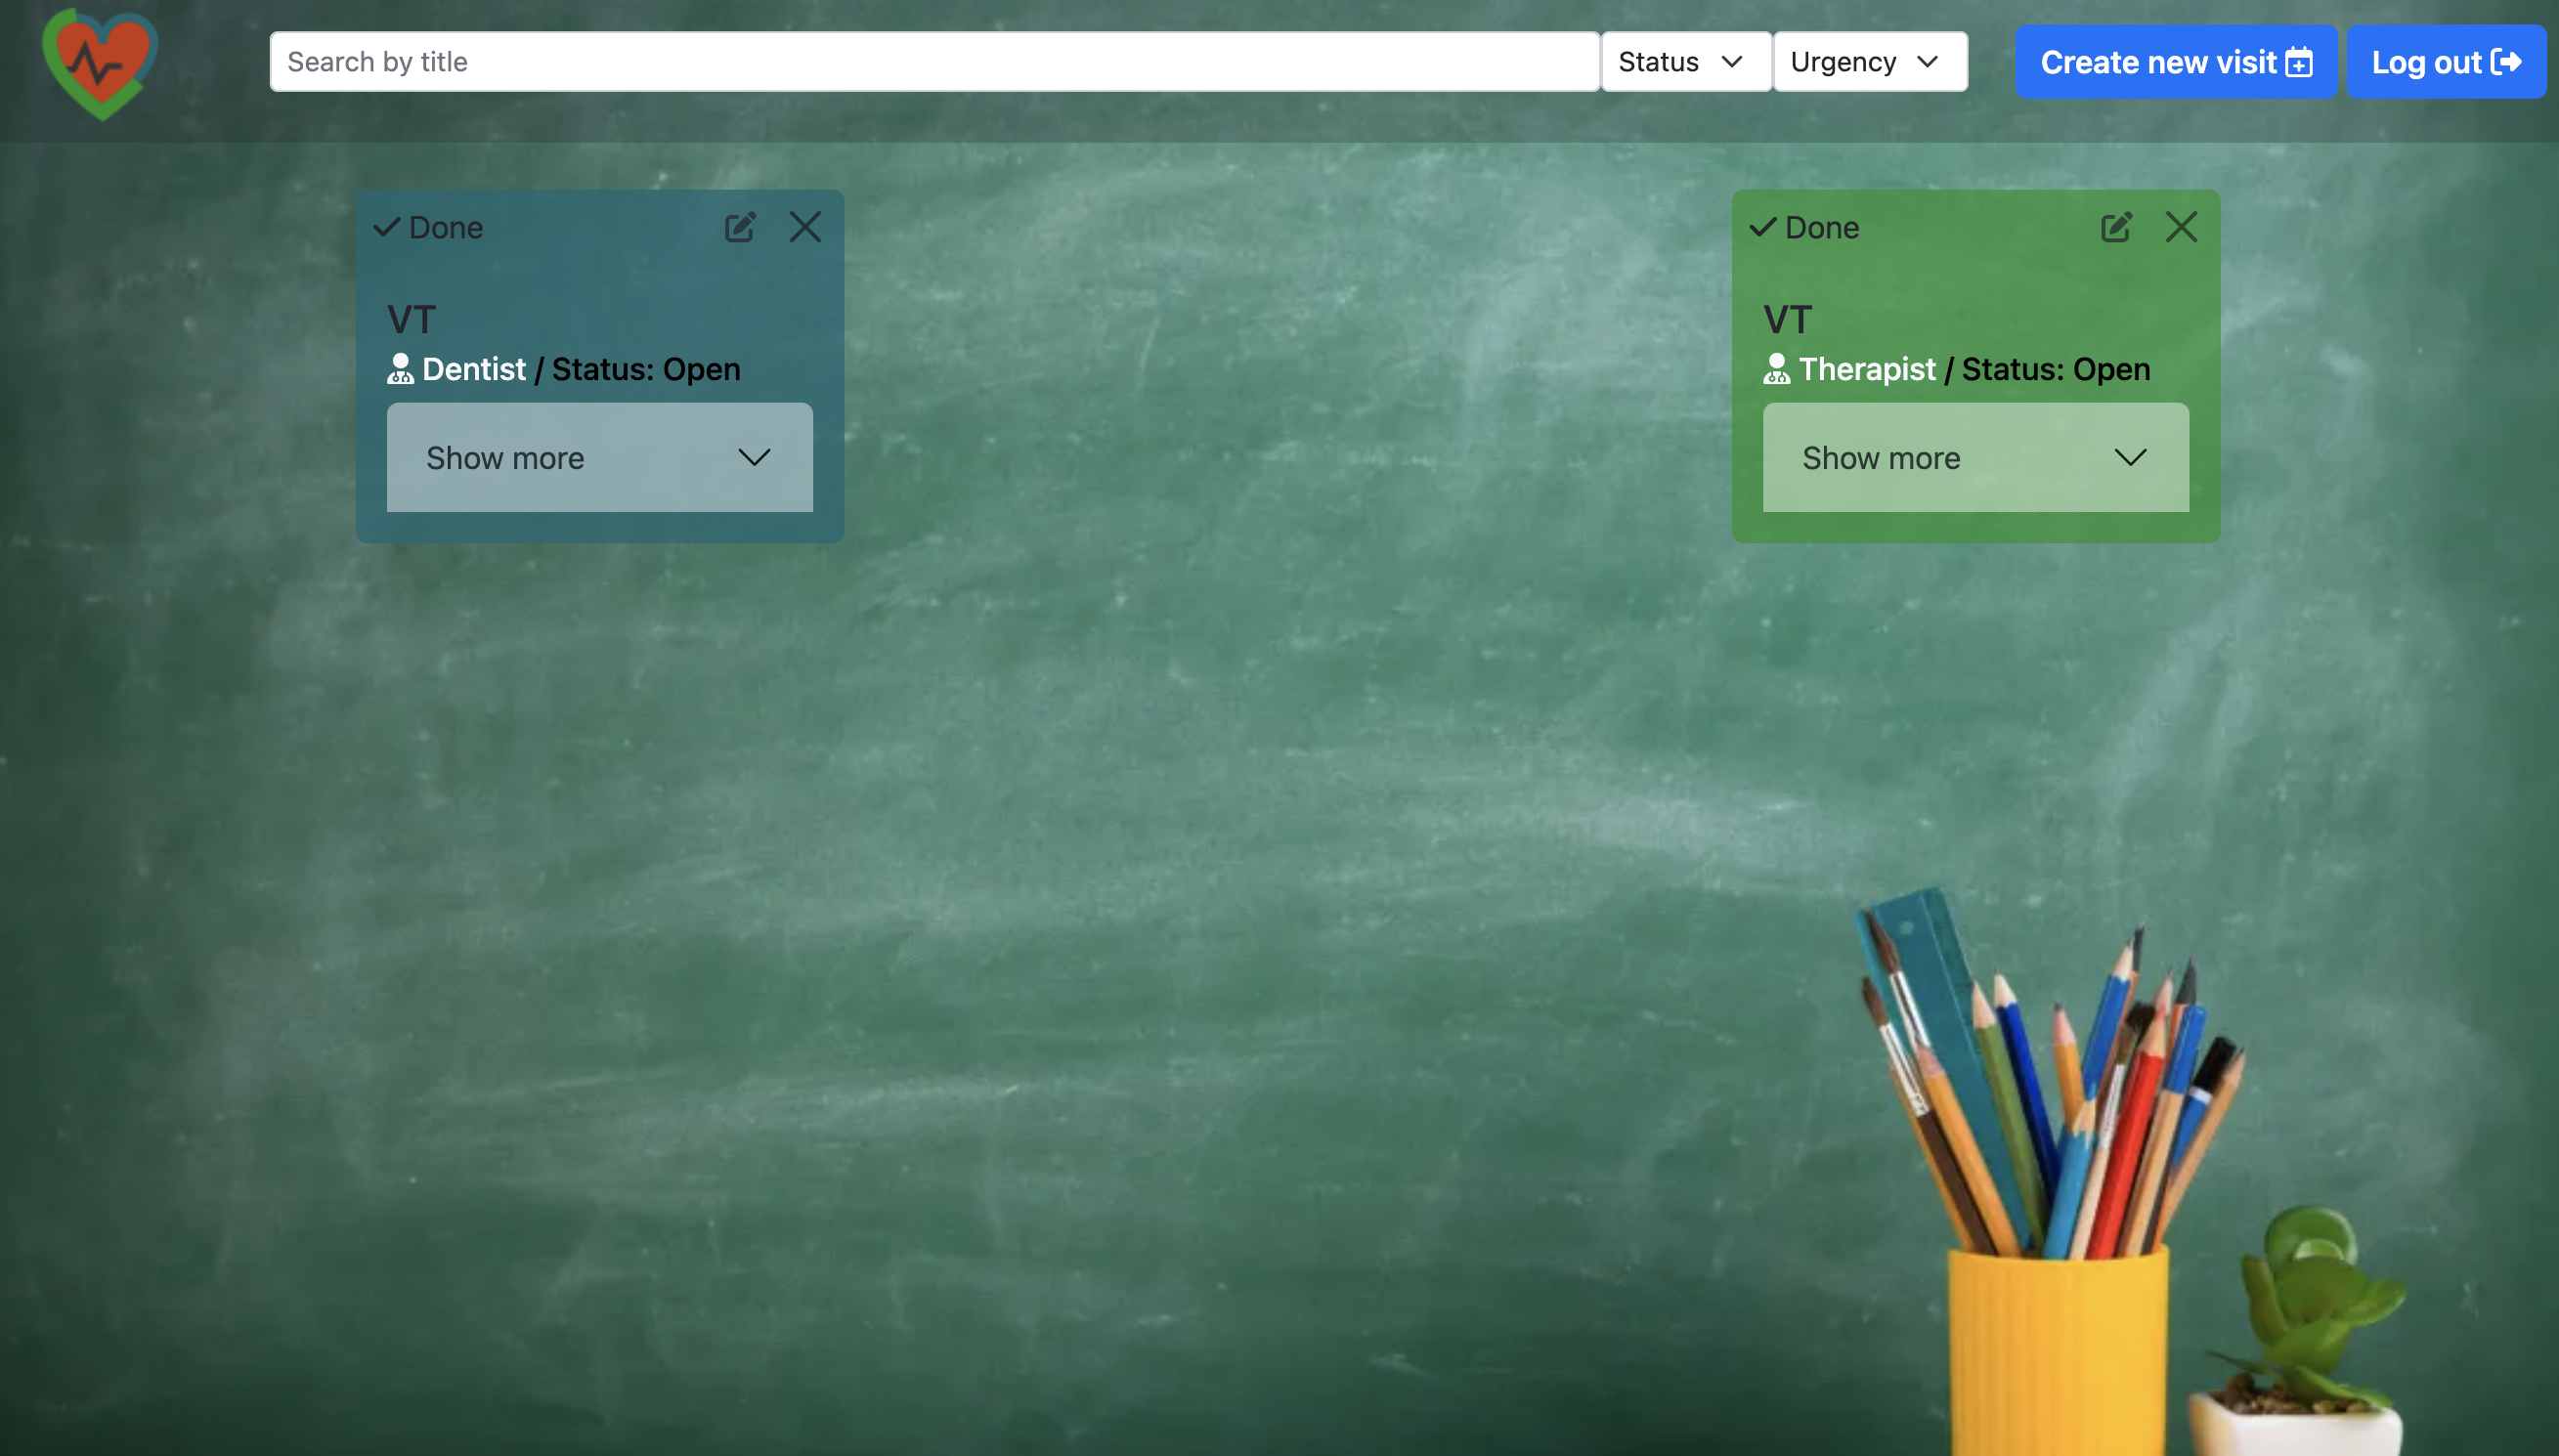 Search by title
Status
Urgency
Create new visit
Log out
Done
VT
Dentist / Status: Open
Show more
Done
VT
Therapist / Status: Open
Show more